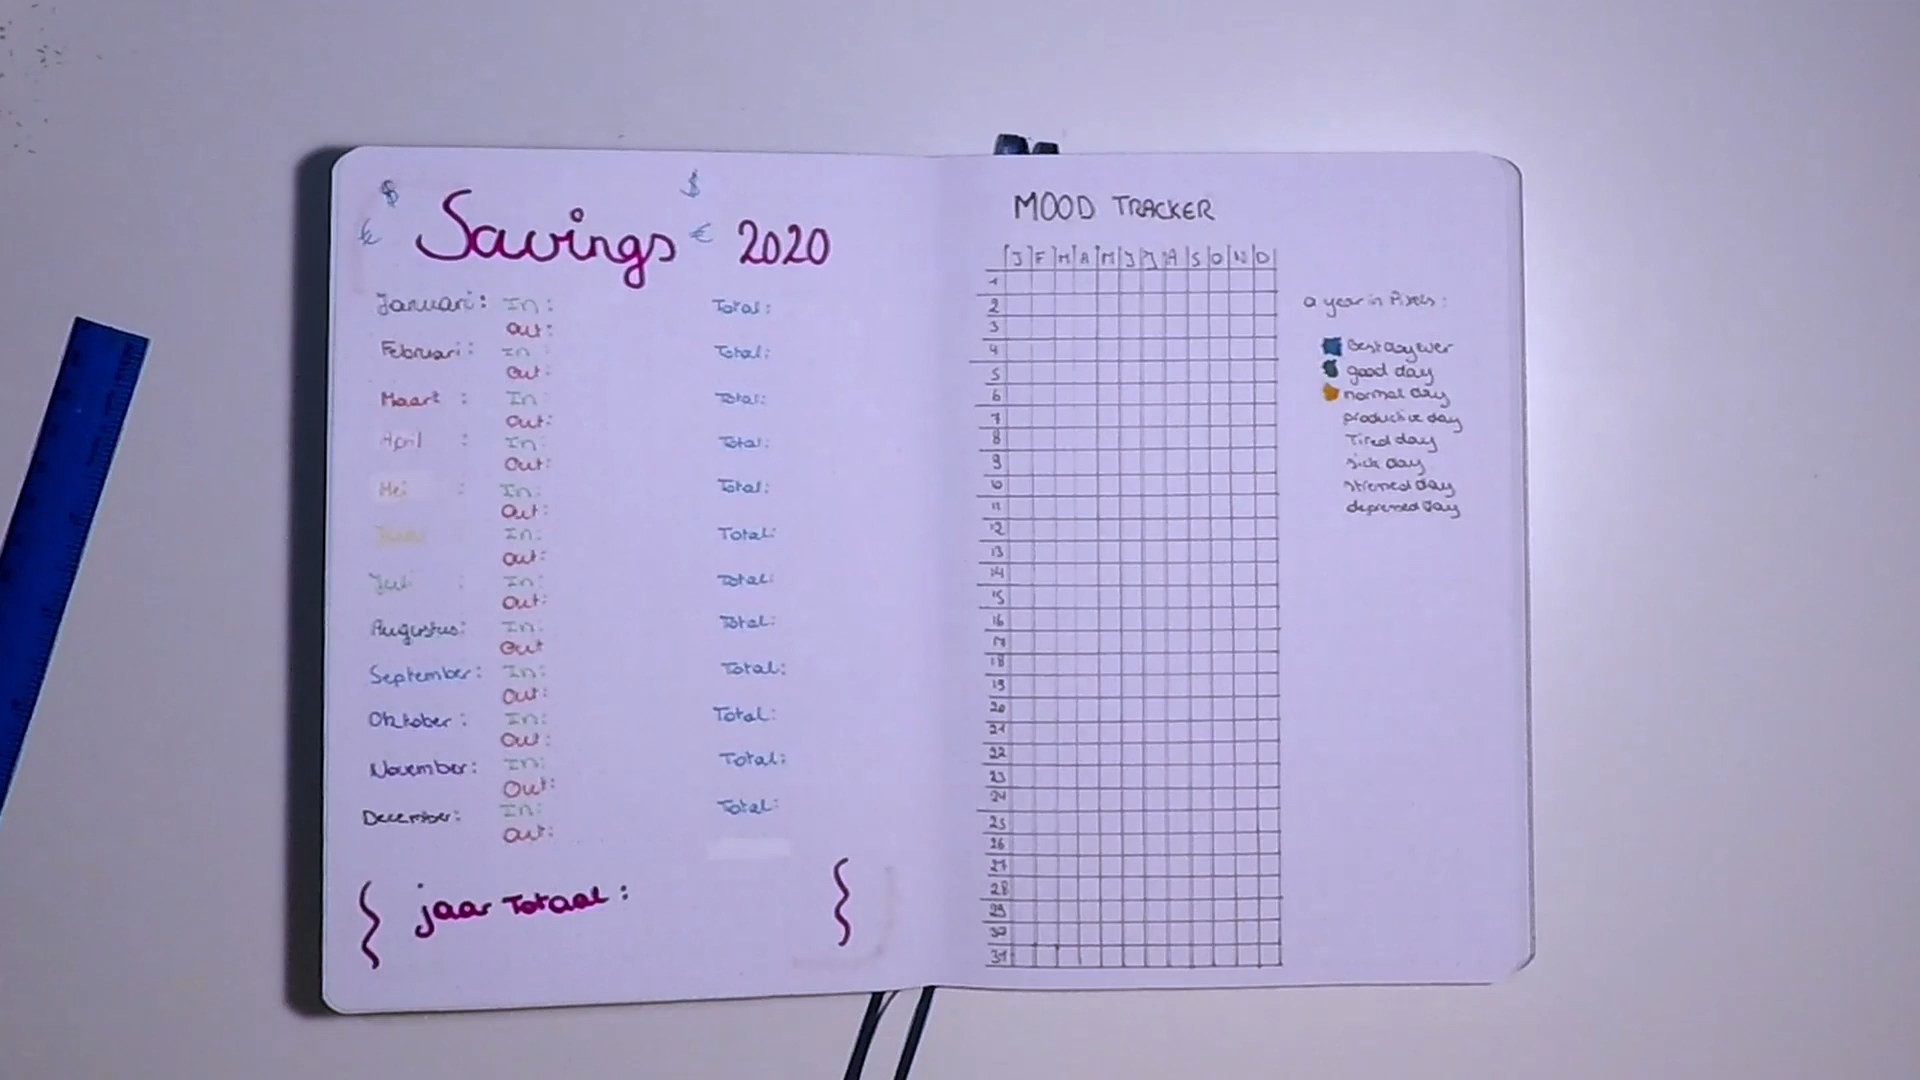 $ $
€ Savings € 2020
Januari: In: Total:
Out:
Februari: In: Total:
Out:
Maart : In: Total:
Out:
April : In: Total:
Out:
Mei : In: Total:
Out:
In: Total:
Out:
Juli : In: Total:
Out:
Augustus: In: Total:
Out
September: In: Total:
Out:
Oktober: In: Total:
Out:
November: In: Total:
Out:
December: In: Total:
Out:
{ jaar Totaal: }
MOOD TRACKER
J F M A M J J A S O N D
1
2
3
4
5
6
7
8
9
10
11
12
13
14
15
16
17
18
19
20
21
22
23
24
25
26
27
28
29
30
31
a year in Pixels:
Best day ever
good day
normal day
productive day
Tired day
sick day
stressed day
depressed day